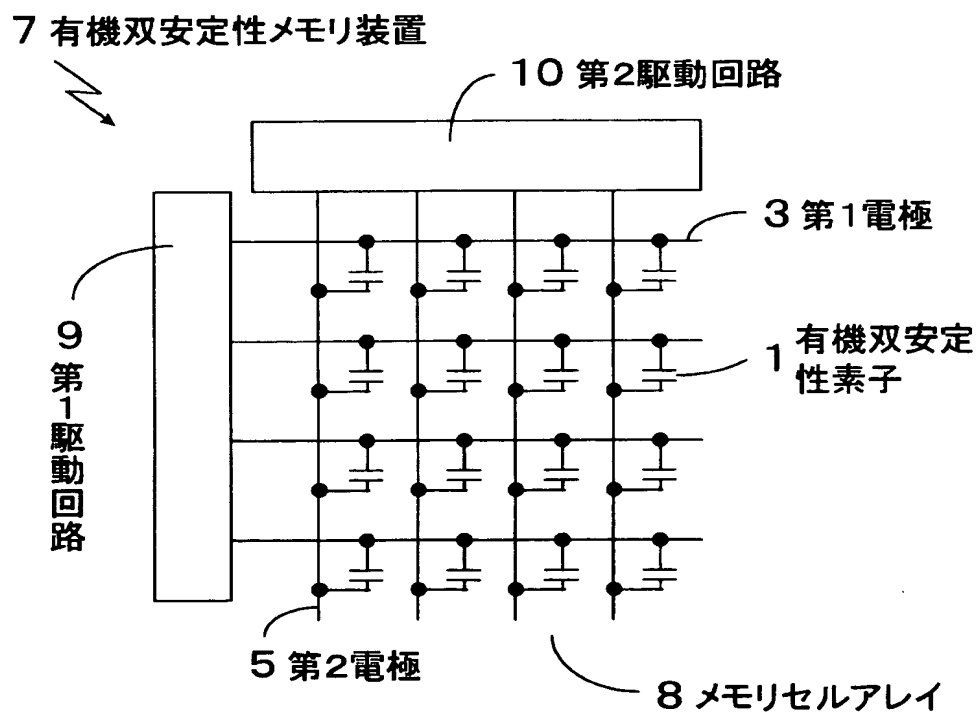 7 有機双安定性メモリ装置
10 第2駆動回路
3 第1電極
9 第1駆動回路
1 有機双安定
性素子
5 第2電極
8 メモリセルアレイ